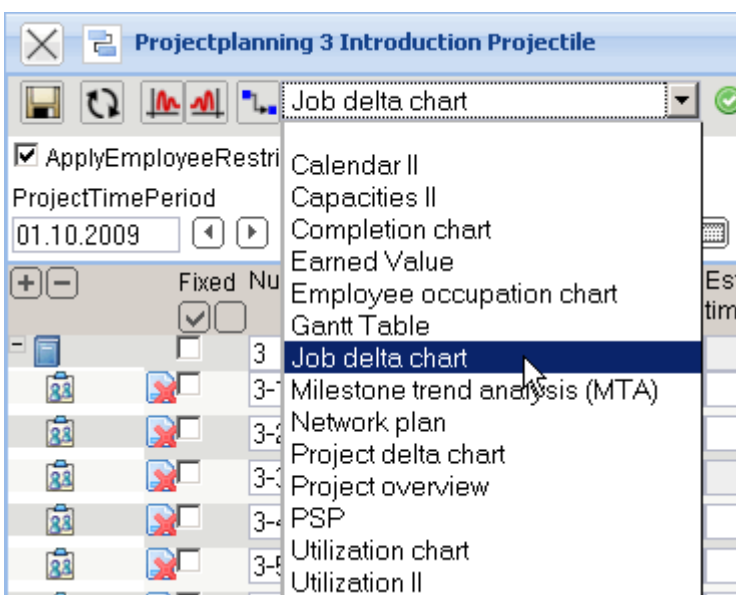 Projectplanning 3 Introduction Projectile
Job delta chart
ApplyEmployeeRestri
ProjectTimePeriod
01.10.2009
Calendar II
Capacities II
Completion chart
Earned Value
Employee occupation chart
Gantt Table
Job delta chart
Milestone trend analysis (MTA)
Network plan
Project delta chart
Project overview
PSP
Utilization chart
Utilization II
Fixed
Nu
Es
tim
3
3-1
3-2
3-3
3-4
3-5